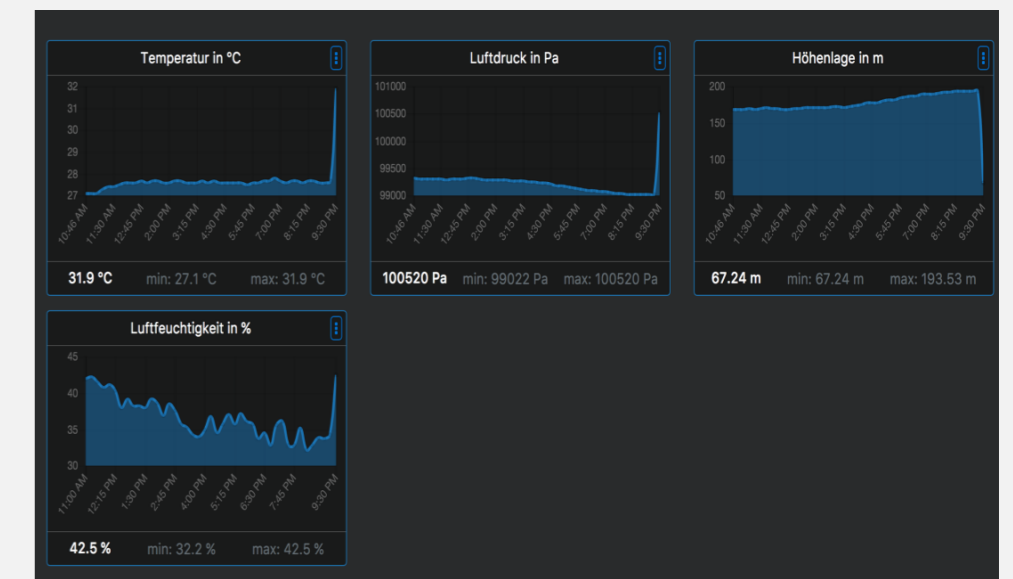 Temperatur in °C
32
31
30
29
28
27
10:46 AM
11:30 AM
12:45 PM
2:00 PM
3:15 PM
4:30 PM
5:45 PM
7:00 PM
8:15 PM
9:30 PM
31.9 °C min: 27.1 °C max: 31.9 °C
Luftdruck in Pa
101000
100500
100000
99500
99000
10:46 AM
11:30 AM
12:45 PM
2:00 PM
3:15 PM
4:30 PM
5:45 PM
7:00 PM
8:15 PM
9:30 PM
100520 Pa min: 99022 Pa max: 100520 Pa
Höhenlage in m
200
150
100
50
10:46 AM
11:30 AM
12:45 PM
2:00 PM
3:15 PM
4:30 PM
5:45 PM
7:00 PM
8:15 PM
9:30 PM
67.24 m min: 67.24 m max: 193.53 m
Luftfeuchtigkeit in %
45
40
35
30
11:00 AM
12:15 PM
1:30 PM
2:45 PM
4:00 PM
5:15 PM
6:30 PM
7:45 PM
9:30 PM
42.5 % min: 32.2 % max: 42.5 %